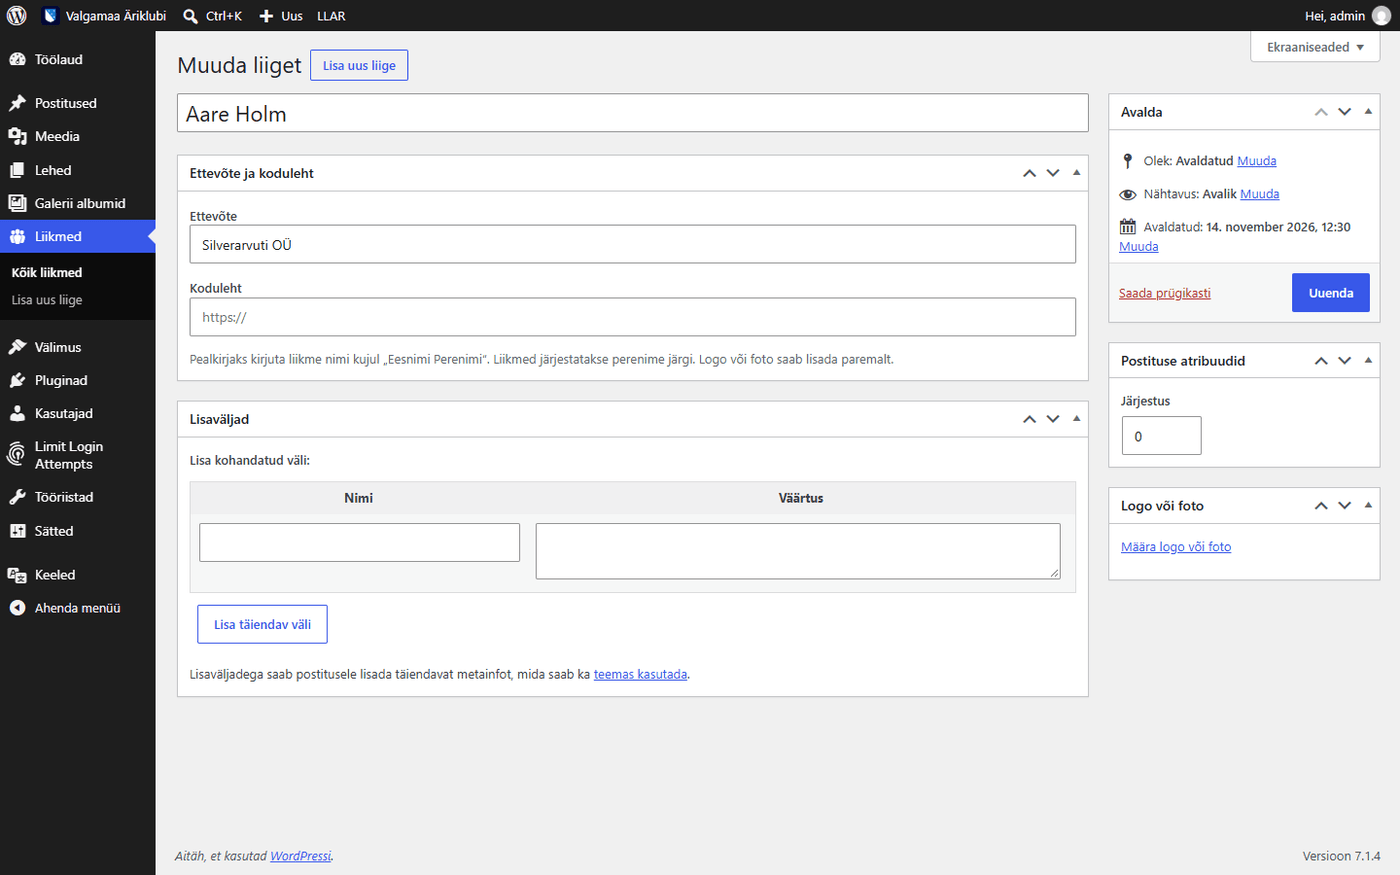 Valgamaa Äriklubi
Ctrl+K
Uus
LLAR
Hei, admin
Töölaud
Postitused
Meedia
Lehed
Galerii albumid
Liikmed
Kõik liikmed
Lisa uus liige
Välimus
Pluginad
Kasutajad
Limit Login
Attempts
Tööriistad
Sätted
Keeled
Ahenda menüü
Ekraaniseaded
Muuda liiget
Lisa uus liige
Aare Holm
Ettevõte ja koduleht
Ettevõte
Silverarvuti OÜ
Koduleht
https://
Pealkirjaks kirjuta liikme nimi kujul „Eesnimi Perenimi”. Liikmed järjestatakse perenime järgi. Logo või foto saab lisada paremalt.
Lisaväljad
Lisa kohandatud väli:
Nimi
Väärtus
Lisa täiendav väli
Lisaväljadega saab postitusele lisada täiendavat metainfot, mida saab ka teemas kasutada.
Avalda
Olek: Avaldatud Muuda
Nähtavus: Avalik Muuda
Avaldatud: 14. november 2026, 12:30
Muuda
Saada prügikasti
Uuenda
Postituse atribuudid
Järjestus
0
Logo või foto
Määra logo või foto
Aitäh, et kasutad WordPressi.
Versioon 7.1.4